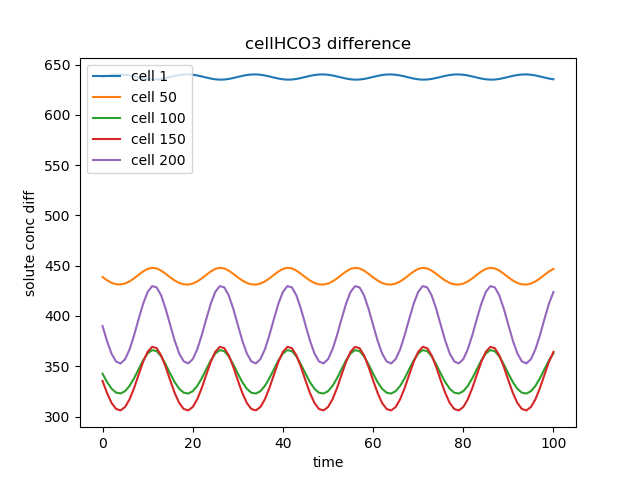 cellHCO3 difference
650
600
550
500
450
400
350
300
solute conc diff
cell 1
cell 50
cell 100
cell 150
cell 200
0
20
40
60
80
100
time